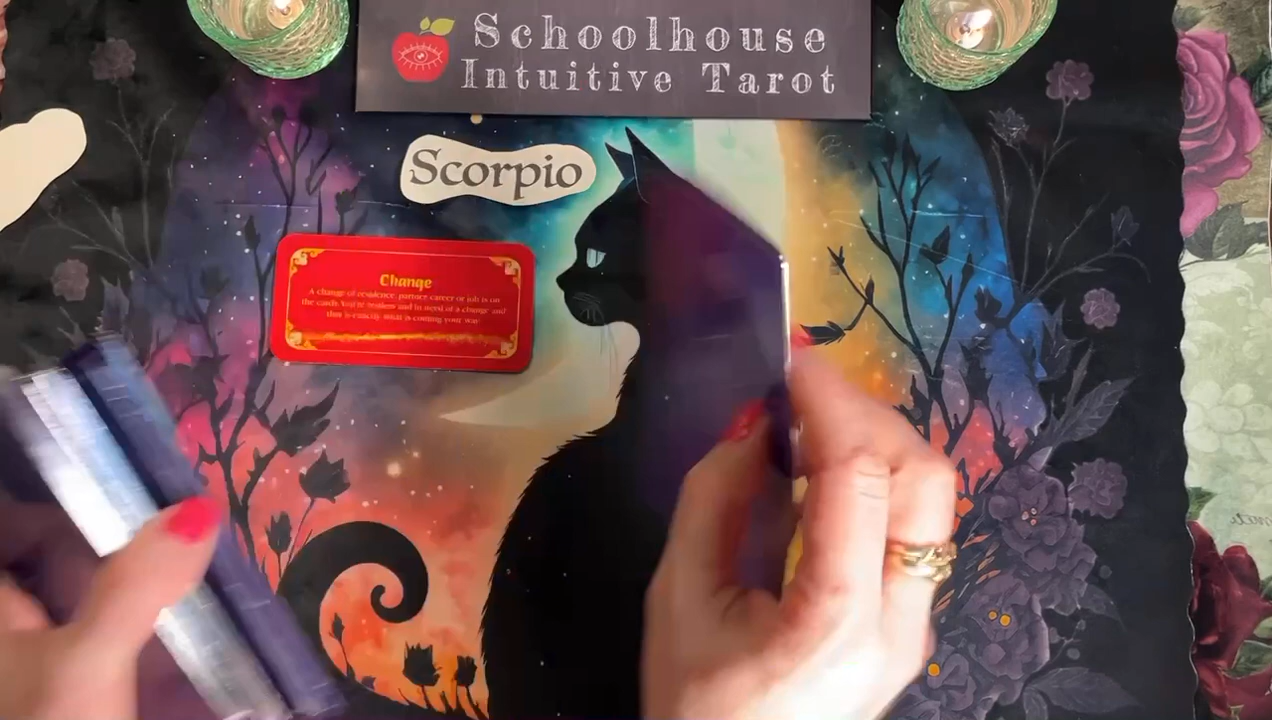 Schoolhouse
Intuitive Tarot
Scorpio
Change
A change of residence, partner, career or job is on
the cards. You're restless and in need of a change and
this is exactly what is coming your way.